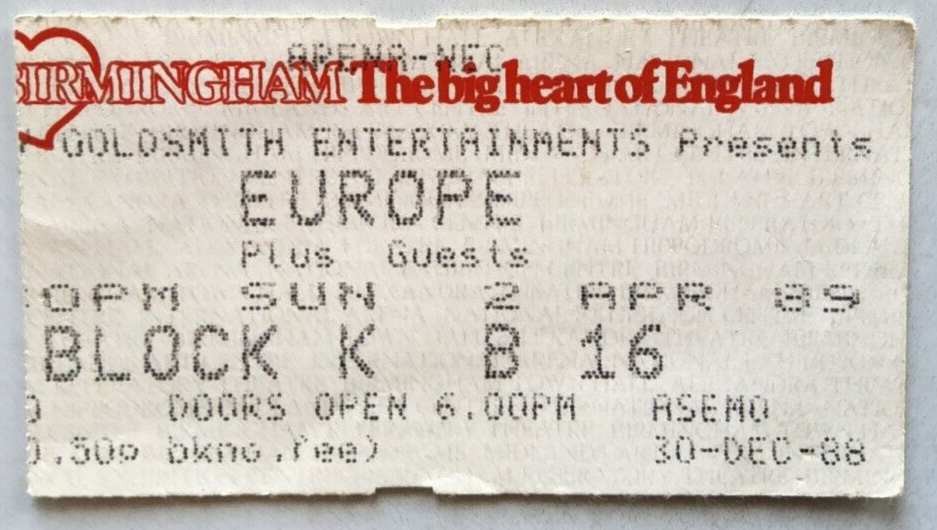 ARENA-NEC
BIRMINGHAM The big heart of England
GOLDSMITH ENTERTAINMENTS Presents
EUROPE
Plus Guests
0PM SUN 2 APR 89
BLOCK K B 16
DOORS OPEN 6.00PM ASEMO
0.50p bkng fee)
30-DEC-88